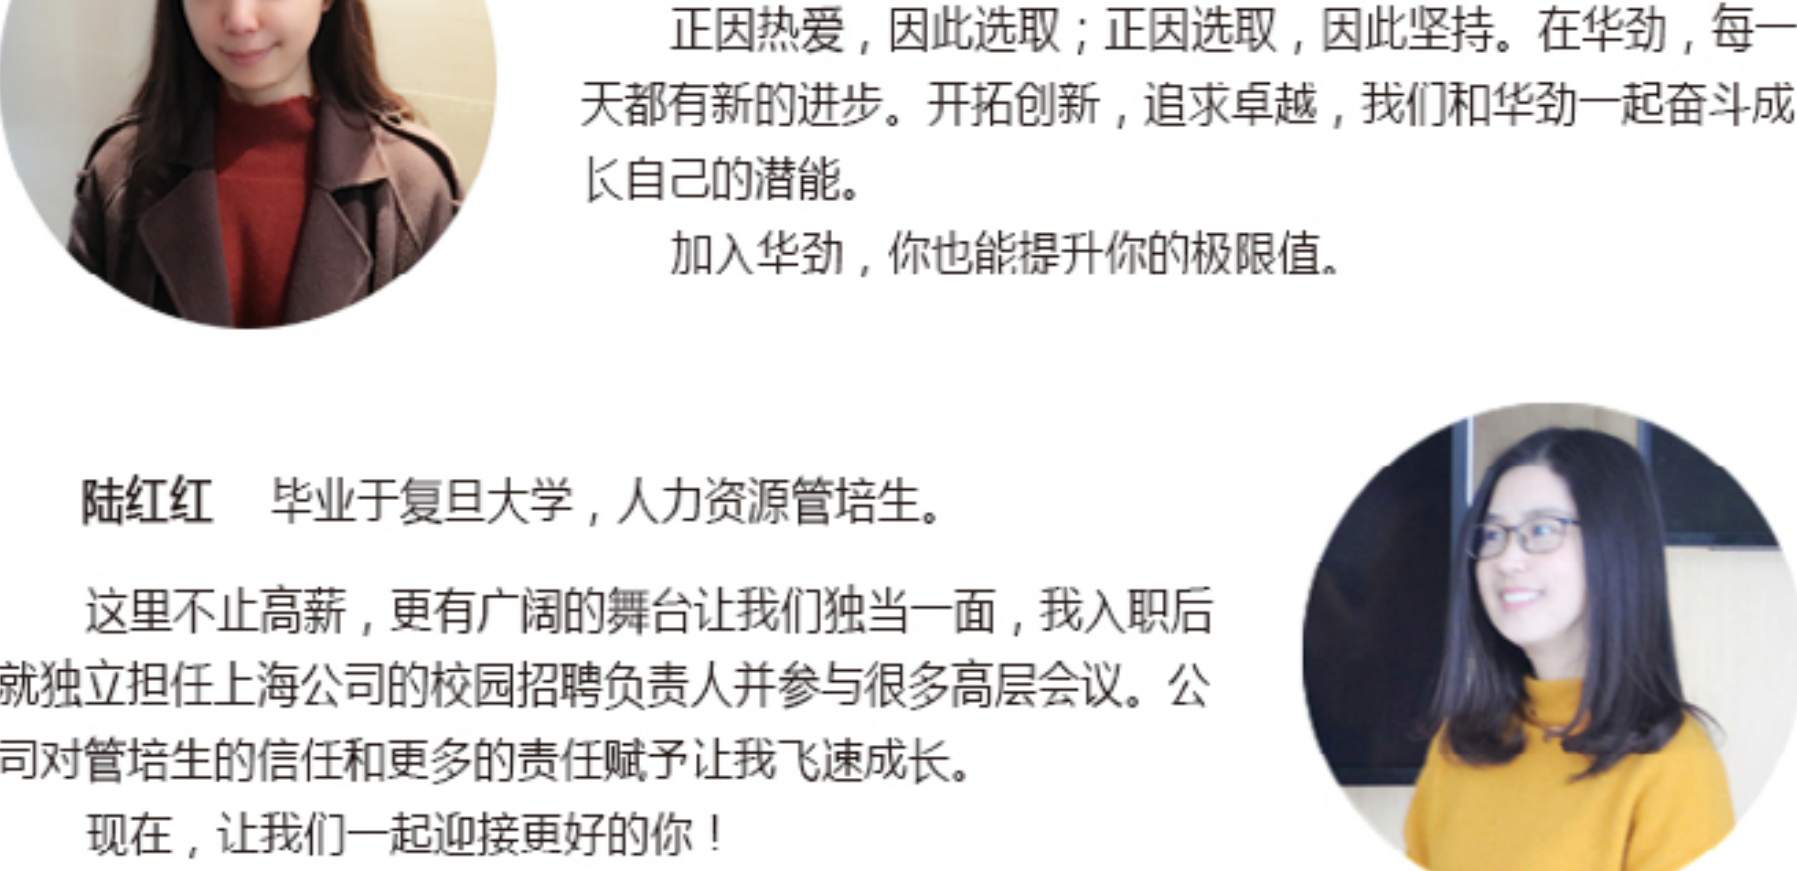 正因热爱，因此选取；正因选取，因此坚持。在华劲，每一
天都有新的进步。开拓创新，追求卓越，我们和华劲一起奋斗成
长自己的潜能。
加入华劲，你也能提升你的极限值。
陆红红 毕业于复旦大学，人力资源管培生。
这里不止高薪，更有广阔的舞台让我们独当一面，我入职后
就独立担任上海公司的校园招聘负责人并参与很多高层会议。公
司对管培生的信任和更多的责任赋予让我飞速成长。
现在，让我们一起迎接更好的你！